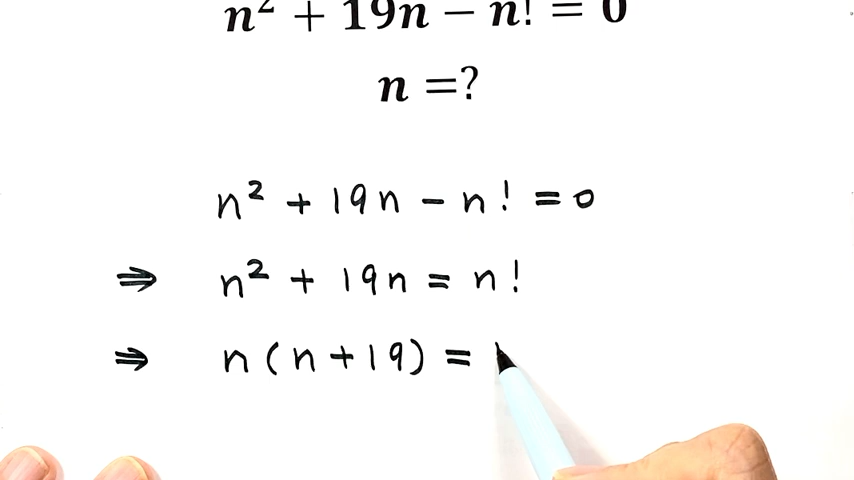 n² + 19n − n! = 0
n =?
n² + 19n − n! = 0
⇒ n² + 19n = n!
⇒ n(n+19) =